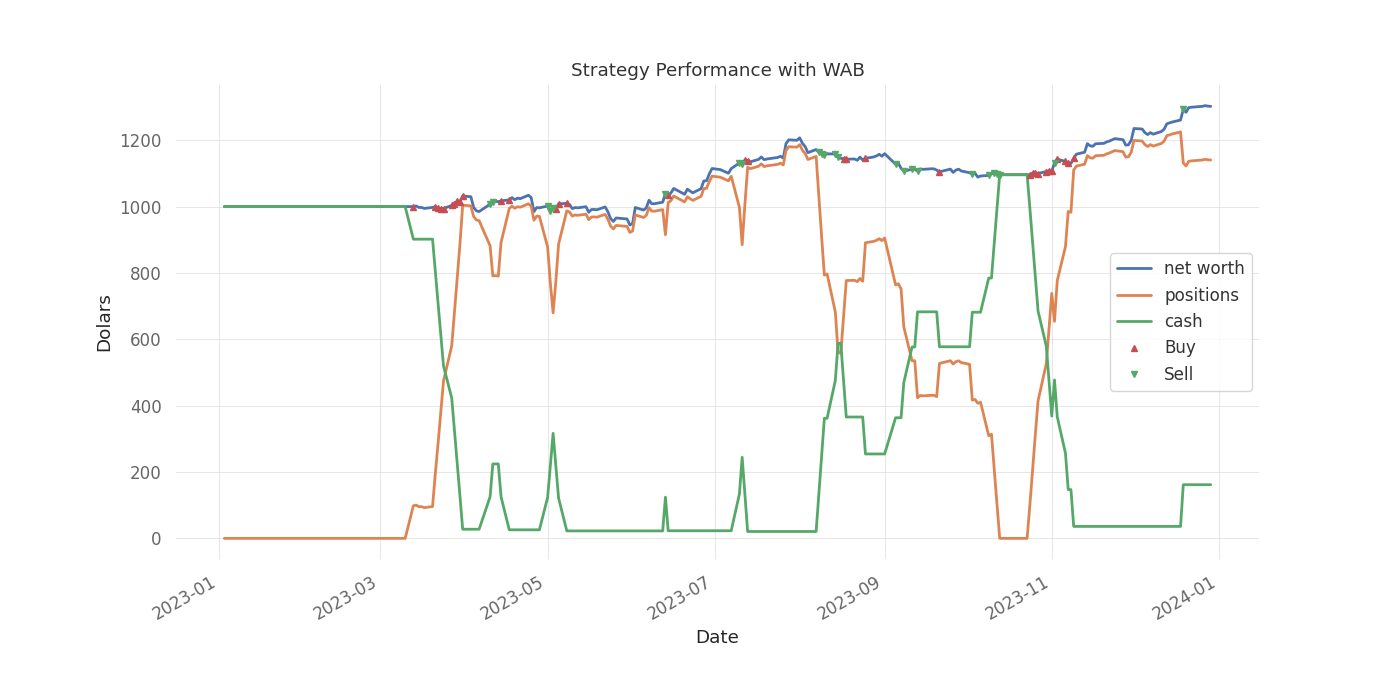 Strategy Performance with WAB
Dolars
1200
1000
800
600
400
200
0
net worth
positions
cash
Buy
Sell
2023-01
2023-03
2023-05
2023-07
2023-09
2023-11
2024-01
Date